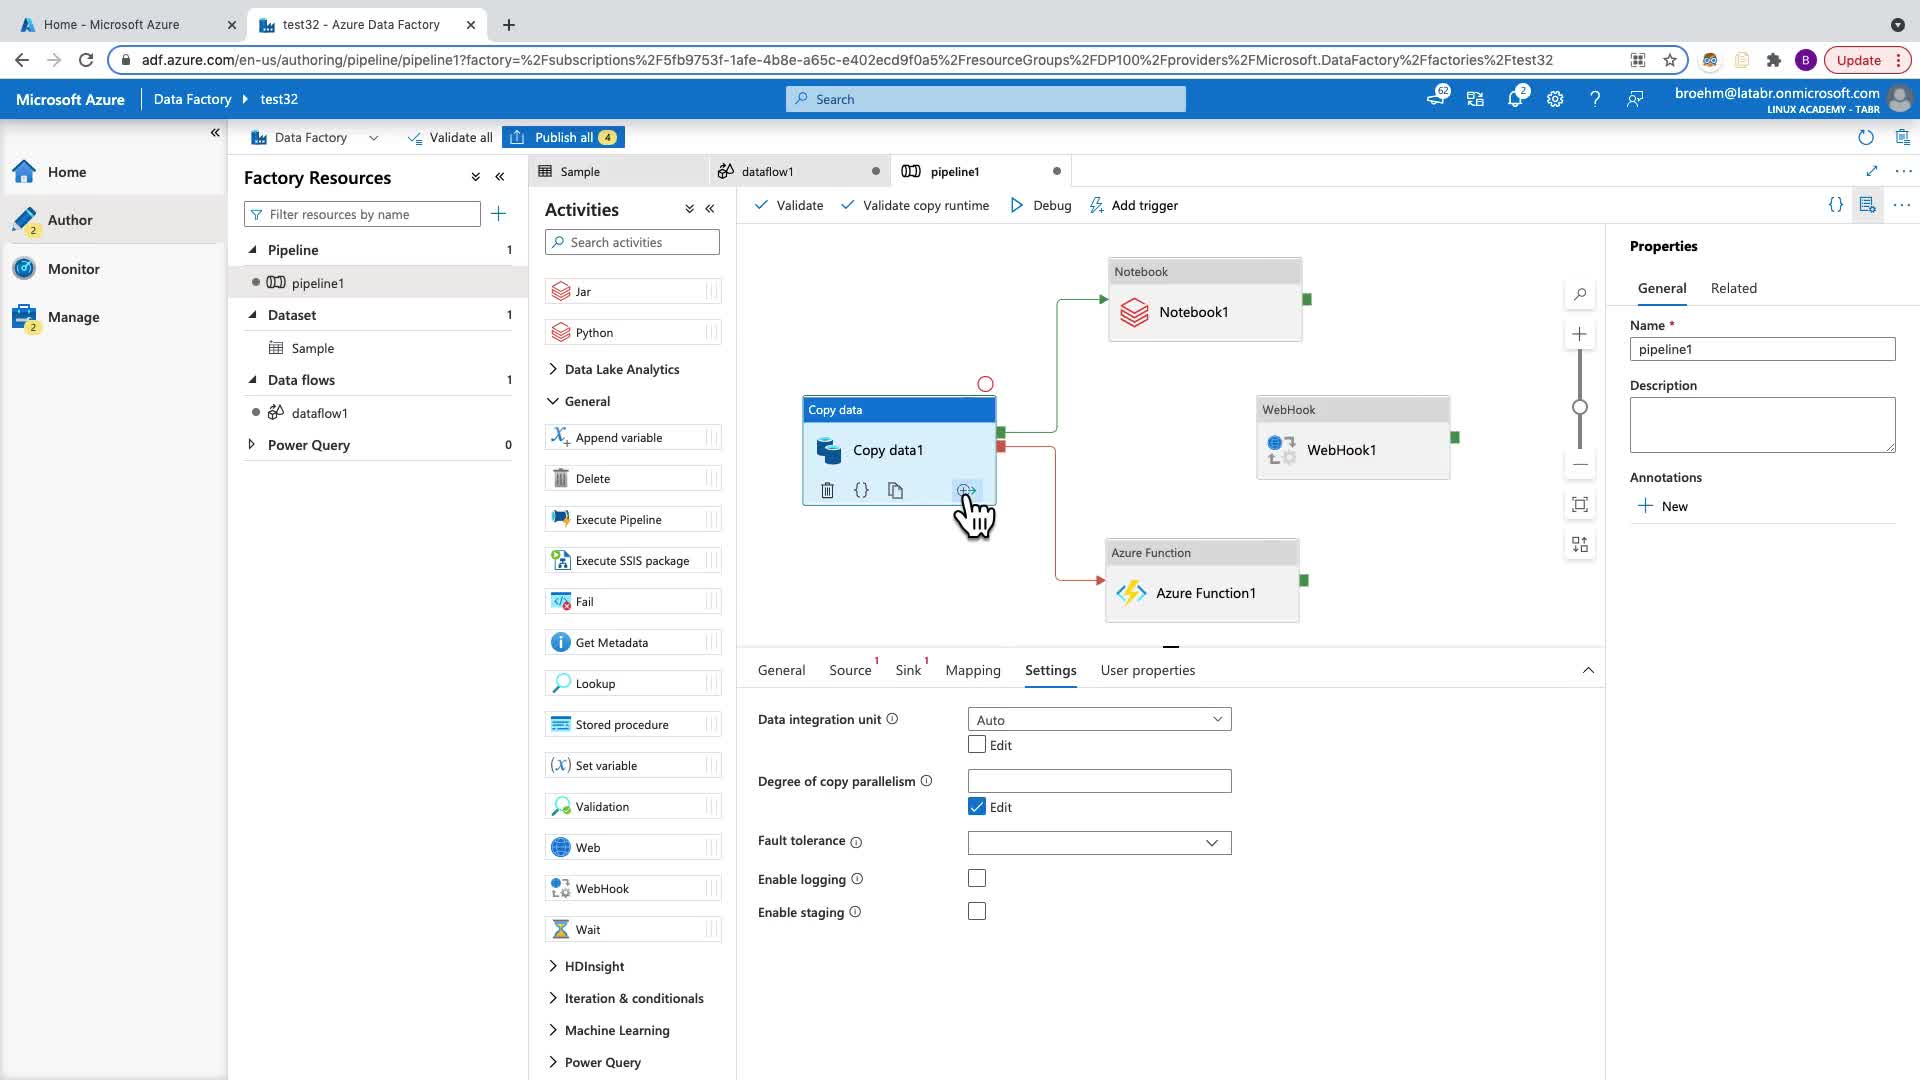 Home - Microsoft Azure
test32 - Azure Data Factory
adf.azure.com/en-us/authoring/pipeline/pipeline1?factory=%2Fsubscriptions%2F5fb9753f-1afe-4b8e-a65c-e402ecd9f0a5%2FresourceGroups%2FDP100%2Fproviders%2FMicrosoft.DataFactory%2Ffactories%2Ftest32
B
Update
Microsoft Azure
Data Factory
test32
Search
62
2
broehm@latabr.onmicrosoft.com
LINUX ACADEMY - TABR
Data Factory
Validate all
Publish all 4
Home
Author
2
Monitor
Manage
2
Factory Resources
Filter resources by name
Pipeline 1
pipeline1
Dataset 1
Sample
Data flows 1
dataflow1
Power Query 0
Sample
dataflow1
pipeline1
Activities
Search activities
Jar
Python
Data Lake Analytics
General
Append variable
Delete
Execute Pipeline
Execute SSIS package
Fail
Get Metadata
Lookup
Stored procedure
Set variable
Validation
Web
WebHook
Wait
HDInsight
Iteration & conditionals
Machine Learning
Power Query
Validate
Validate copy runtime
Debug
Add trigger
Notebook
Notebook1
Copy data
Copy data1
WebHook
WebHook1
Azure Function
Azure Function1
General
Source 1
Sink 1
Mapping
Settings
User properties
Data integration unit
Auto
Edit
Degree of copy parallelism
Edit
Fault tolerance
Enable logging
Enable staging
Properties
General
Related
Name *
pipeline1
Description
Annotations
New